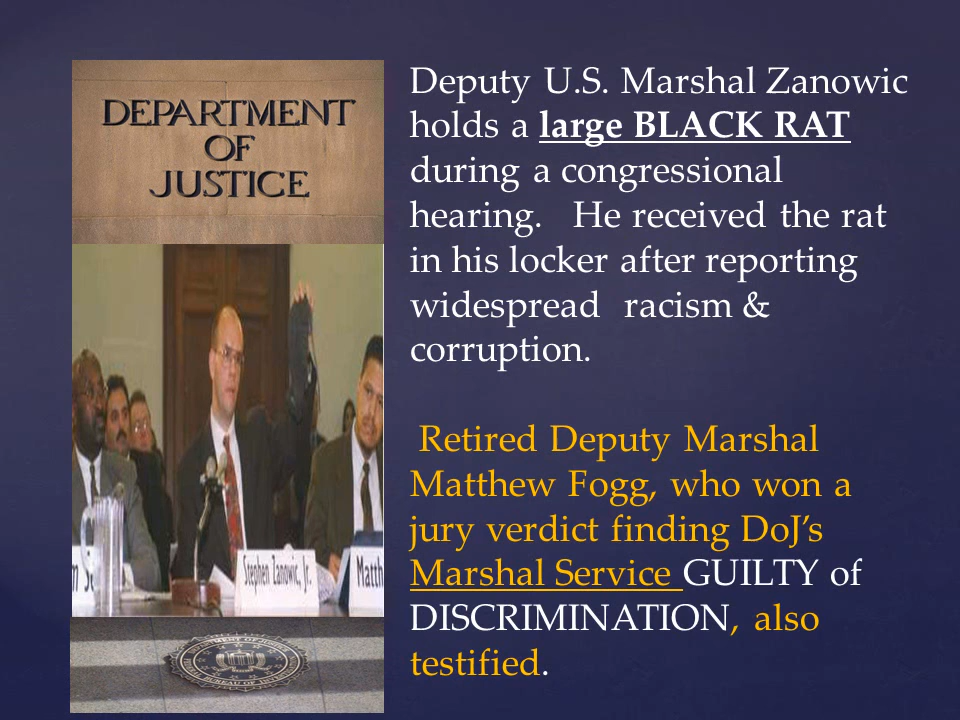 DEPARTMENT
OF
JUSTICE
Stephen Zanowic, Jr.
Matth
Deputy U.S. Marshal Zanowic
holds a large BLACK RAT
during a congressional
hearing. He received the rat
in his locker after reporting
widespread racism &
corruption.
Retired Deputy Marshal
Matthew Fogg, who won a
jury verdict finding DoJ’s
Marshal Service GUILTY of
DISCRIMINATION, also
testified.